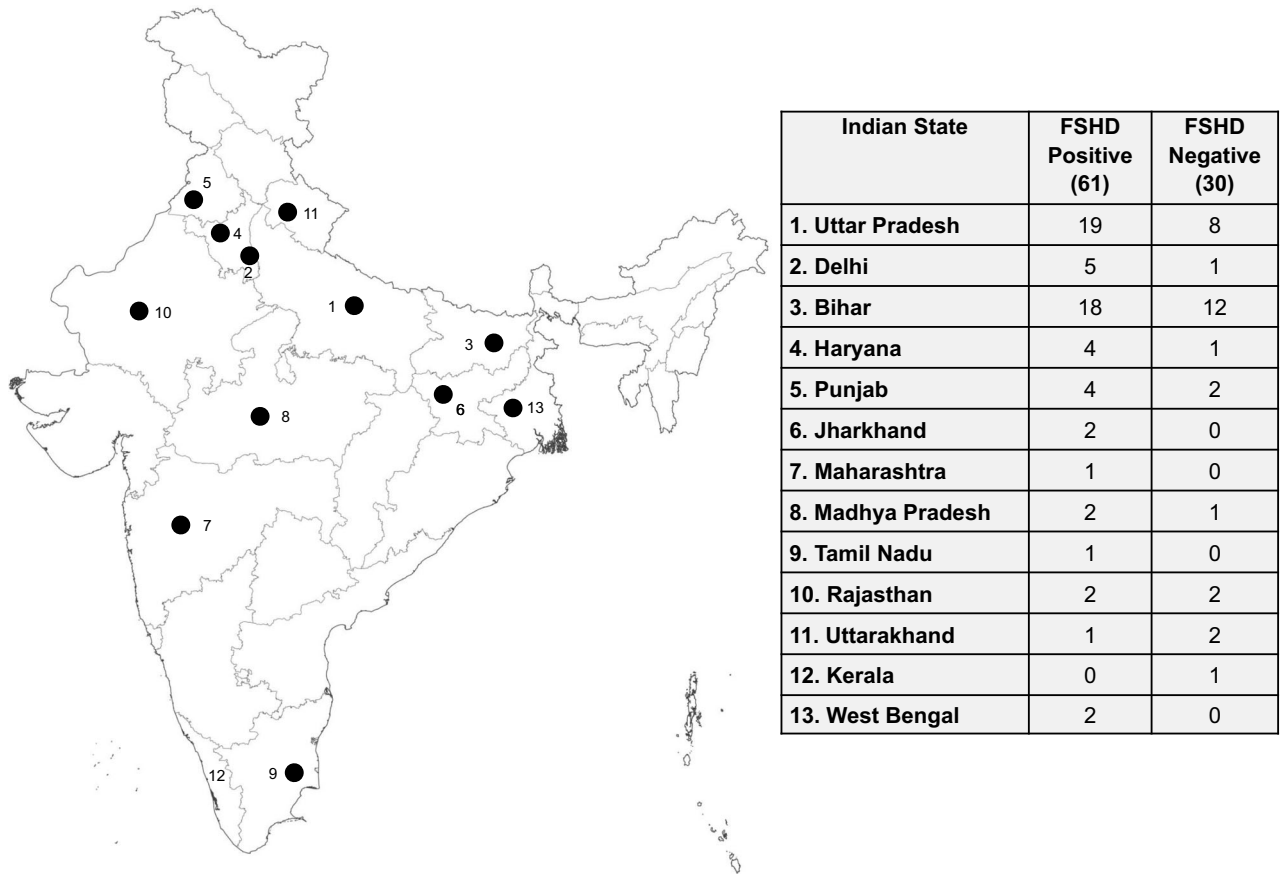 5
11
4
2
10
1
3
6
13
8
7
12
9
Indian State FSHD Positive (61) FSHD Negative (30)
1. Uttar Pradesh 19 8
2. Delhi 5 1
3. Bihar 18 12
4. Haryana 4 1
5. Punjab 4 2
6. Jharkhand 2 0
7. Maharashtra 1 0
8. Madhya Pradesh 2 1
9. Tamil Nadu 1 0
10. Rajasthan 2 2
11. Uttarakhand 1 2
12. Kerala 0 1
13. West Bengal 2 0